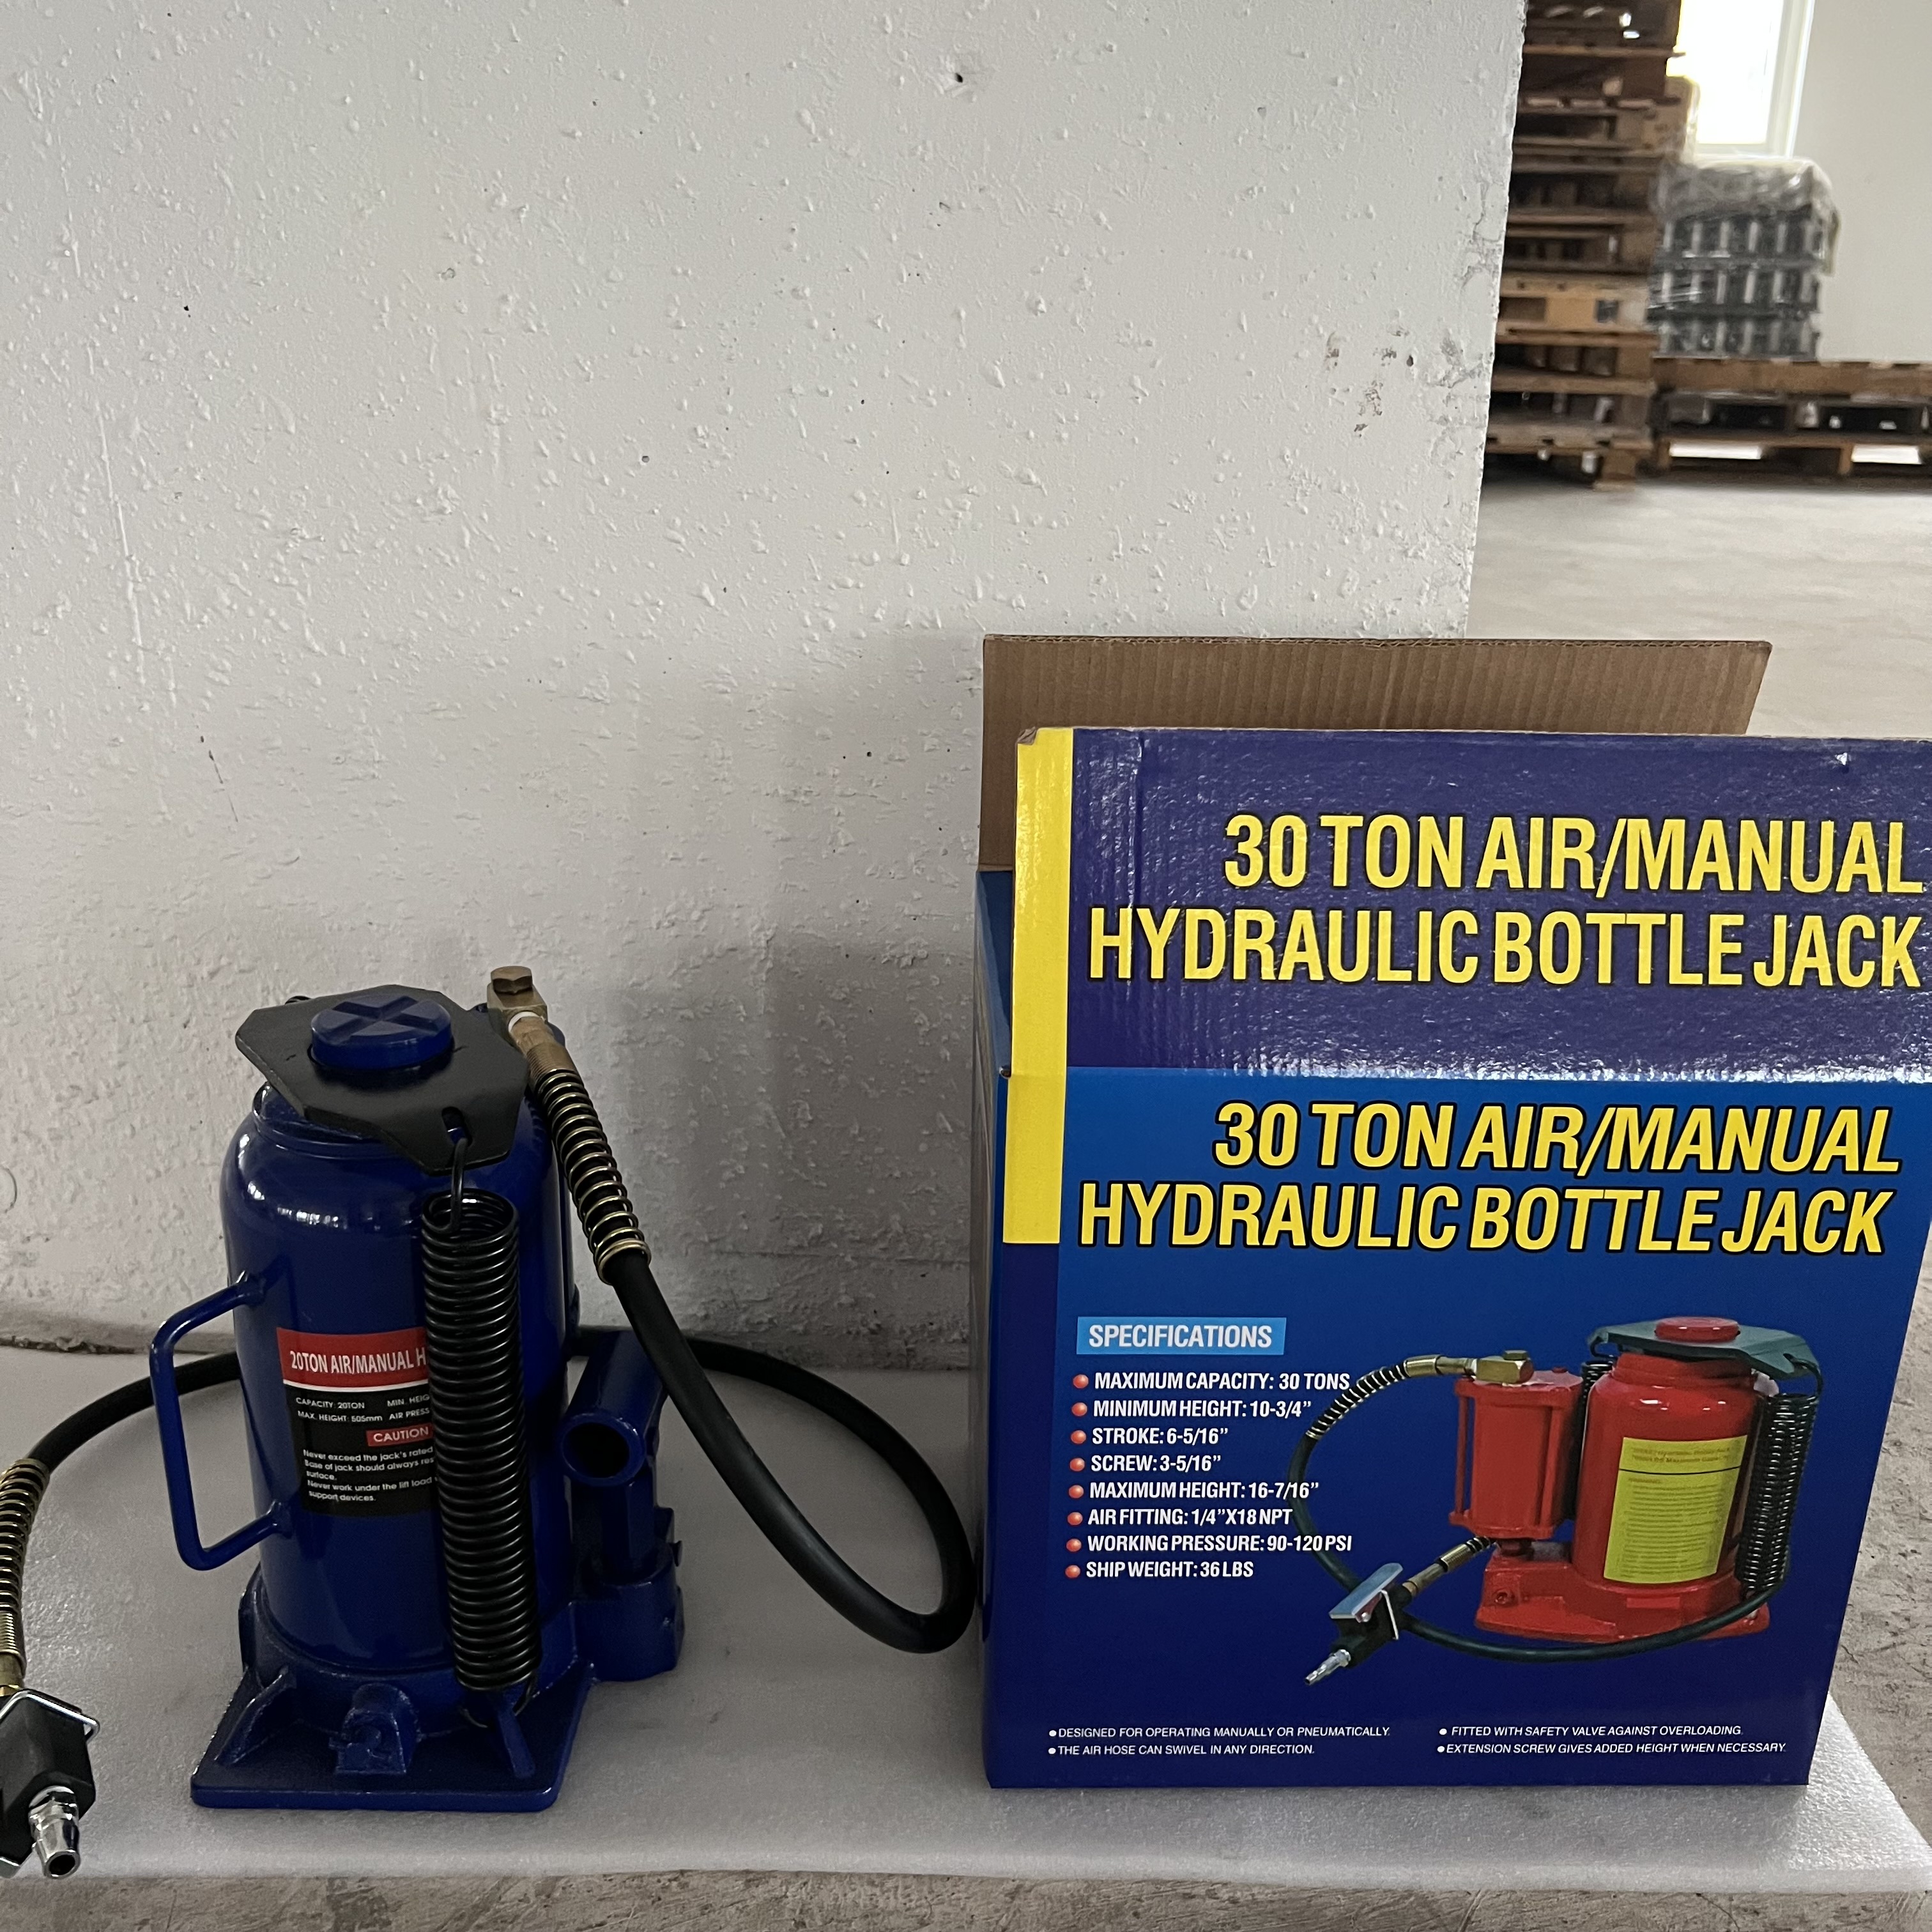 20TON AIR/MANUAL H
CAPACITY: 20TON MIN. HEIG
MAX. HEIGHT: 505mm AIR PRESS
CAUTION
Never exceed the jack's rated
Base of jack should always res
surface.
Never work under the lift load
support devices.
30 TON AIR/MANUAL
HYDRAULIC BOTTLE JACK
30 TON AIR/MANUAL
HYDRAULIC BOTTLE JACK
SPECIFICATIONS
MAXIMUM CAPACITY: 30 TONS
MINIMUM HEIGHT: 10-3/4"
STROKE: 6-5/16"
SCREW: 3-5/16"
MAXIMUM HEIGHT: 16-7/16"
AIR FITTING: 1/4"X18 NPT
WORKING PRESSURE: 90-120 PSI
SHIP WEIGHT: 36 LBS
DESIGNED FOR OPERATING MANUALLY OR PNEUMATICALLY.
THE AIR HOSE CAN SWIVEL IN ANY DIRECTION.
FITTED WITH SAFETY VALVE AGAINST OVERLOADING.
EXTENSION SCREW GIVES ADDED HEIGHT WHEN NECESSARY.